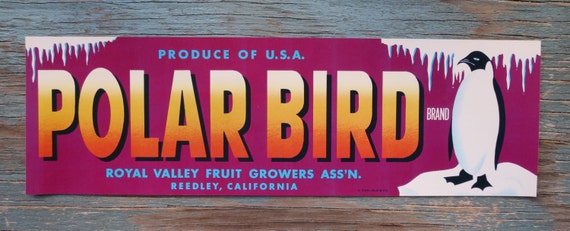 PRODUCE OF U.S.A.
POLAR BIRD
BRAND
ROYAL VALLEY FRUIT GROWERS ASS'N.
REEDLEY, CALIFORNIA